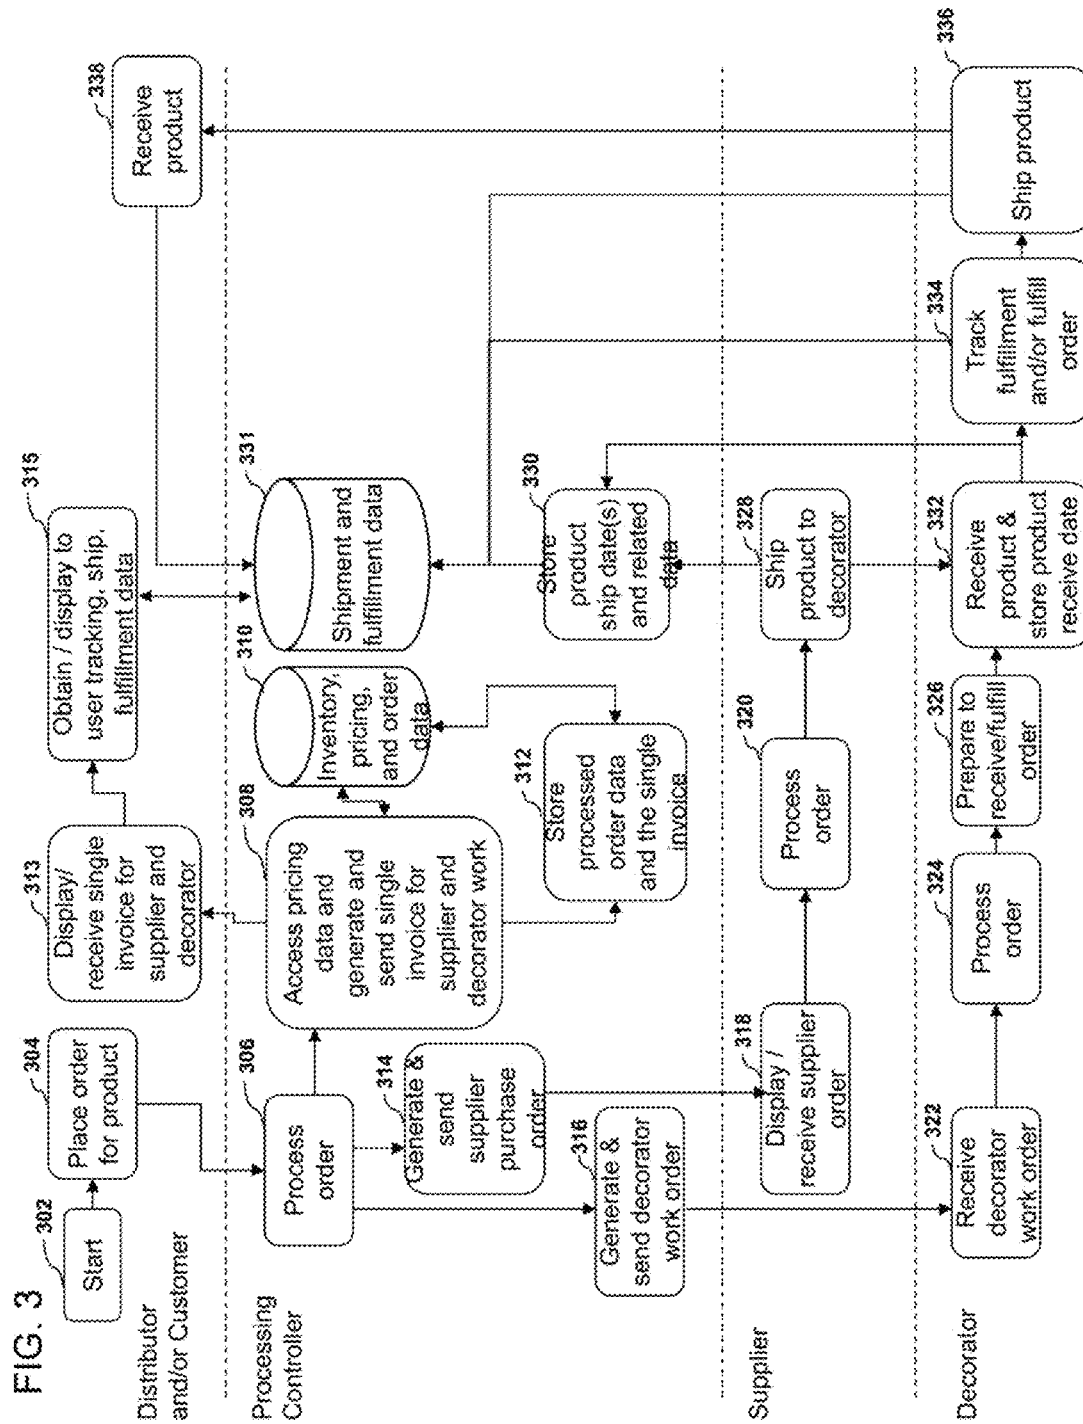 FIG. 3
Distributor
and/or Customer
302
Start
304
Place order
for product
313
Display/
receive single
invoice for
supplier and
decorator
315
Obtain / display to
user tracking, ship,
fulfillment data
338
Receive
product
Processing
Controller
306
Process
order
308
Access pricing
data and
generate and
send single
invoice for
supplier and
decorator work
310
Inventory,
pricing,
and order
data
331
Shipment and
fulfillment data
314
Generate &
send
supplier
purchase
order
316
Generate &
send decorator
work order
312
Store
processed
order data
and the single
invoice
330
Store
product
ship date(s)
and related
data
Supplier
318
Display /
receive supplier
order
320
Process
order
328
Ship
product to
decorator
Decorator
322
Receive
decorator
work order
324
Process
order
326
Prepare to
receive/fulfill
order
332
Receive
product &
store product
receive date
334
Track
fulfillment
and/or fulfill
order
336
Ship product